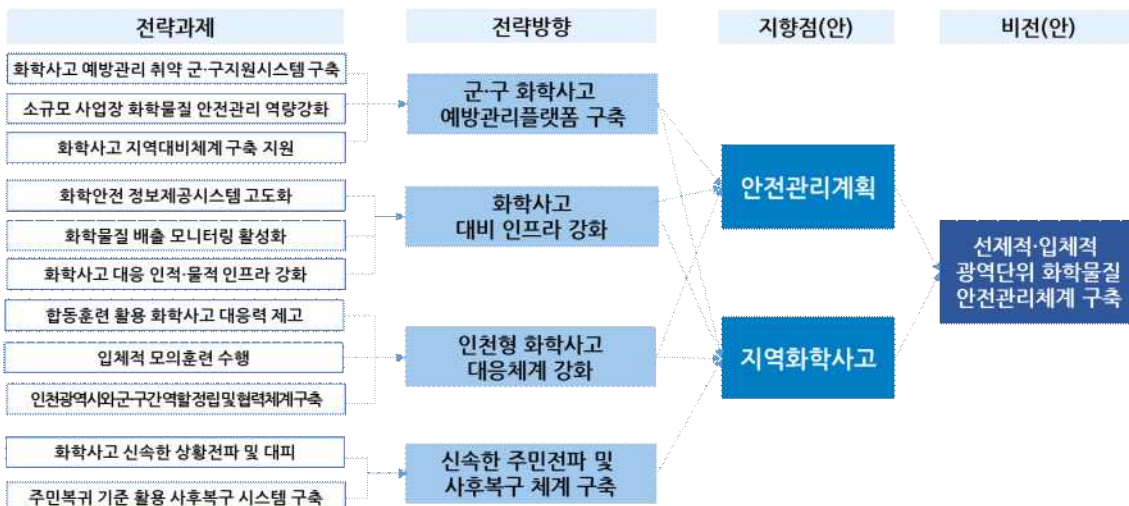 전략과제
전략방향
지향점(안)
비전(안)
화학사고 예방관리 취약 군·구지원시스템 구축
소규모 사업장 화학물질 안전관리 역량강화
화학사고 지역대비체계 구축 지원
화학안전 정보제공시스템 고도화
화학물질 배출 모니터링 활성화
화학사고 대응 인적·물적 인프라 강화
합동훈련 활용 화학사고 대응력 제고
입체적 모의훈련 수행
인천광역시와 군·구간 역할정립 및 협력체계 구축
화학사고 신속한 상황전파 및 대피
주민복귀 기준 활용 사후복구 시스템 구축
군·구 화학사고
예방관리플랫폼 구축
화학사고
대비 인프라 강화
인천형 화학사고
대응체계 강화
신속한 주민전파 및
사후복구 체계 구축
안전관리계획
지역화학사고
선제적·입체적
광역단위 화학물질
안전관리체계 구축